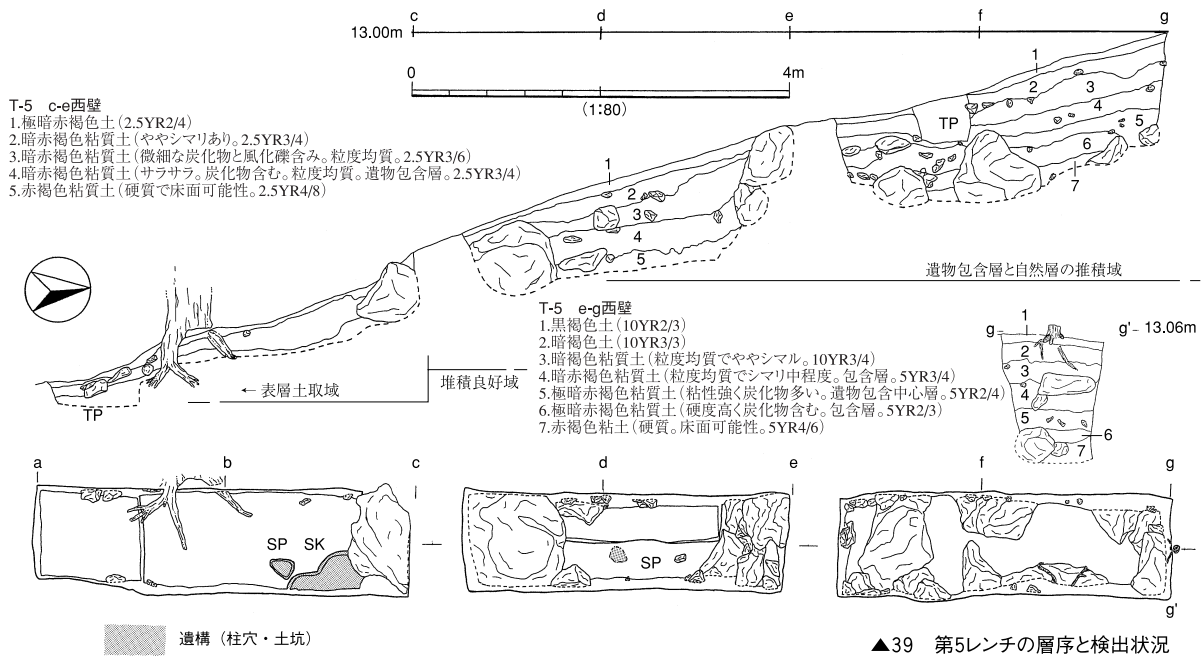 c d e f g
13.00m
0 4m
(1:80)
T-5 c-e西壁
1.極暗赤褐色土(2.5YR2/4)
2.暗赤褐色粘質土(ややシマリあり。2.5YR3/4)
3.暗赤褐色粘質土(微細な炭化物と風化礫含み。粒度均質。2.5YR3/6)
4.暗赤褐色粘質土(サラサラ。炭化物含む。粒度均質。遺物包含層。2.5YR3/4)
5.赤褐色粘質土(硬質で床面可能性。2.5YR4/8)
1
2
3
4
5
TP
1
2
3
4
5
6
7
遺物包含層と自然層の推積域
T-5 e-g西壁
1.黒褐色土(10YR2/3)
2.暗褐色土(10YR3/3)
3.暗褐色粘質土(粒度均質でややシマル。10YR3/4)
4.暗赤褐色粘質土(粒度均質でシマリ中程度。包含層。5YR3/4)
5.極暗赤褐色粘質土(粘性強く炭化物多い。遺物包含中心層。5YR2/4)
6.極暗赤褐色粘質土(硬度高く炭化物含む。包含層。5YR2/3)
7.赤褐色粘土(硬質。床面可能性。5YR4/6)
g 1 g' 13.06m
2
3
4
5
6
7
堆積良好域
← 表層土取域
TP
a b c d e f g
SP SK
SP
g'
遺構(柱穴・土坑)
▲39 第5レンチの層序と検出状況